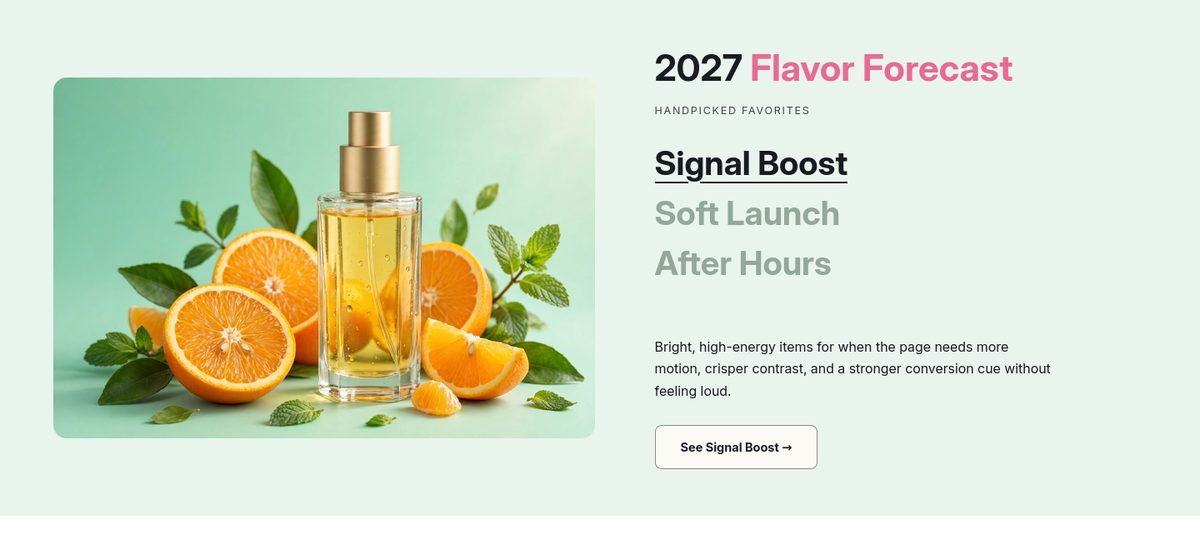 2027 Flavor Forecast
HANDPICKED FAVORITES
Signal Boost
Soft Launch
After Hours
Bright, high-energy items for when the page needs more
motion, crisper contrast, and a stronger conversion cue without
feeling loud.
See Signal Boost →